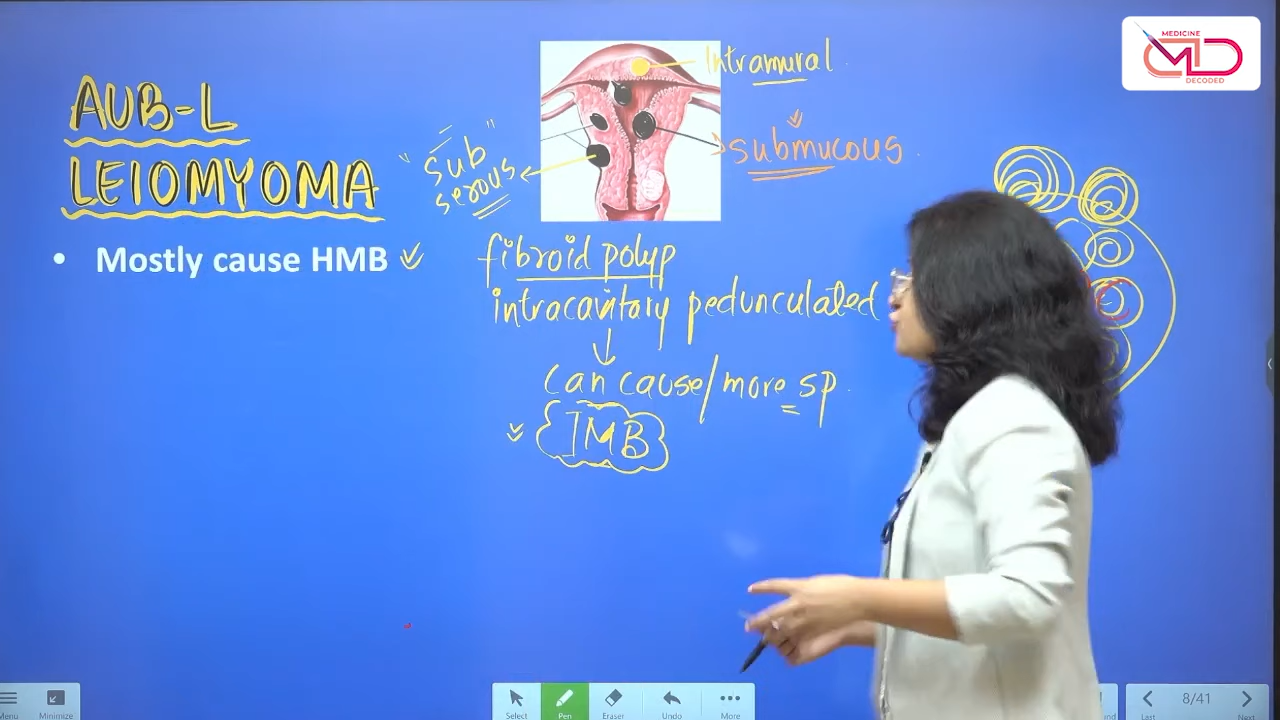 MEDICINE
MD
DECODED
AUB-L
LEIOMYOMA
• Mostly cause HMB
Intramural
submucous
"sub
serous"
fibroid polyp
intracavitary pedunculated
can cause/more sp.
IMB
Menu
Minimize
Select
Pen
Eraser
Undo
More
Last
8/41
Next